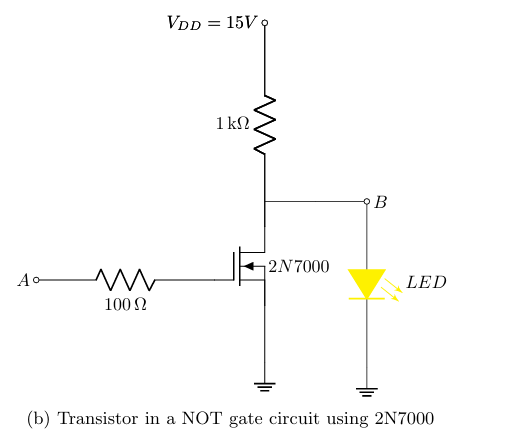 V_DD = 15V
1 kΩ
B
2N7000
A
100 Ω
LED
(b) Transistor in a NOT gate circuit using 2N7000